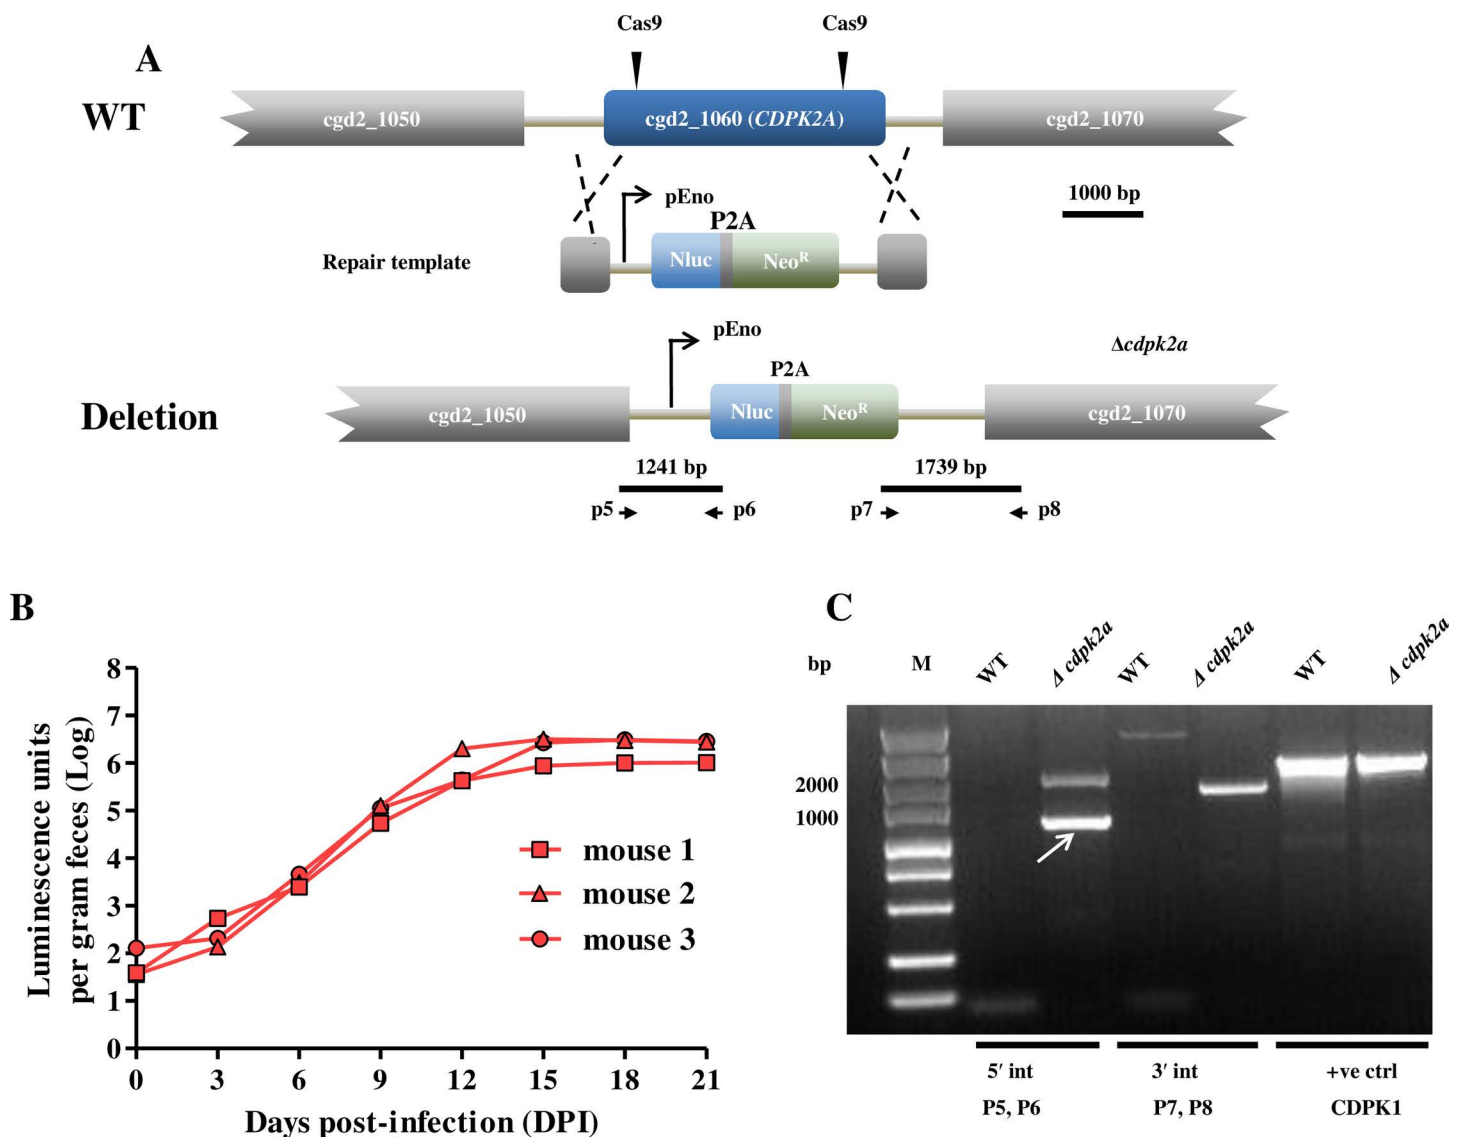 A
Cas9 Cas9
WT
cgd2_1050 cgd2_1060 (CDPK2A) cgd2_1070
1000 bp
pEno
P2A
Repair template
Nluc Neo^R
pEno
Δcdpk2a
P2A
Deletion
cgd2_1050 Nluc Neo^R cgd2_1070
1241 bp 1739 bp
p5 p6 p7 p8
B
Luminescence units
per gram feces (Log)
8
7
6
5
4
3
2
1
0
mouse 1
mouse 2
mouse 3
0 3 6 9 12 15 18 21
Days post-infection (DPI)
C
bp M WT Δ cdpk2a WT Δ cdpk2a WT Δ cdpk2a
2000
1000
5′ int 3′ int +ve ctrl
P5, P6 P7, P8 CDPK1